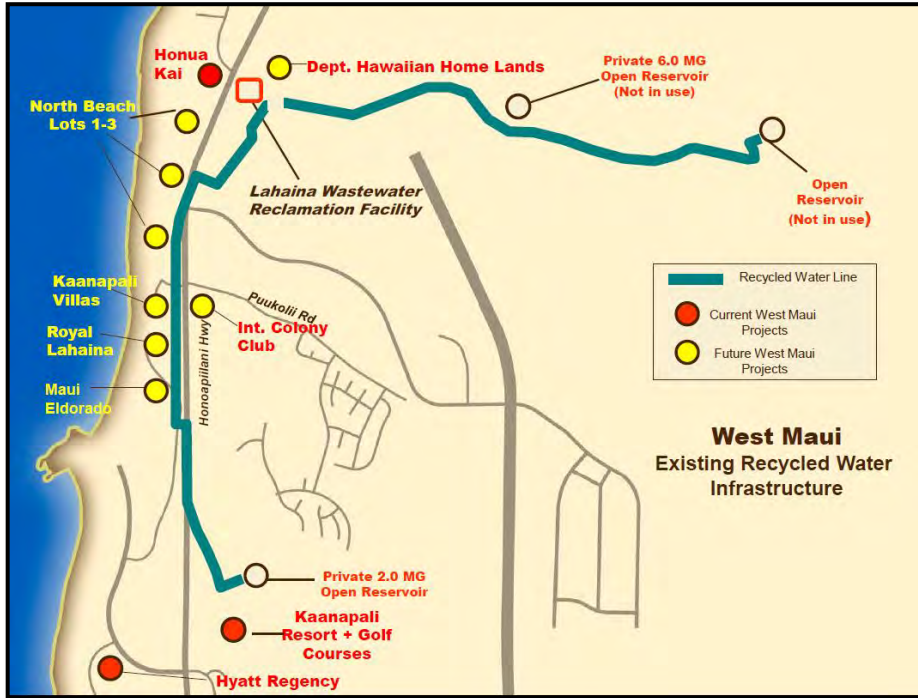 Honua
Kai
Dept. Hawaiian Home Lands
Private 6.0 MG
Open Reservoir
(Not in use)
North Beach
Lots 1-3
Lahaina Wastewater
Reclamation Facility
Open
Reservoir
(Not in use)
Kaanapali
Villas
Royal
Lahaina
Maui
Eldorado
Honoapiilani Hwy
Puukolii Rd
Int. Colony
Club
Recycled Water Line
Current West Maui
Projects
Future West Maui
Projects
West Maui
Existing Recycled Water
Infrastructure
Private 2.0 MG
Open Reservoir
Kaanapali
Resort + Golf
Courses
Hyatt Regency